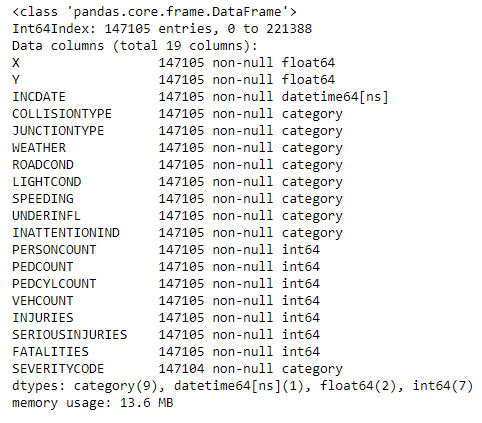 <class 'pandas.core.frame.DataFrame'>
Int64Index: 147105 entries, 0 to 221388
Data columns (total 19 columns):
X                  147105 non-null float64
Y                  147105 non-null float64
INCDATE            147105 non-null datetime64[ns]
COLLISIONTYPE      147105 non-null category
JUNCTIONTYPE       147105 non-null category
WEATHER            147105 non-null category
ROADCOND           147105 non-null category
LIGHTCOND          147105 non-null category
SPEEDING           147105 non-null category
UNDERINFL          147105 non-null category
INATTENTIONIND     147105 non-null category
PERSONCOUNT        147105 non-null int64
PEDCOUNT           147105 non-null int64
PEDCYLCOUNT        147105 non-null int64
VEHCOUNT           147105 non-null int64
INJURIES           147105 non-null int64
SERIOUSINJURIES    147105 non-null int64
FATALITIES         147105 non-null int64
SEVERITYCODE       147104 non-null category
dtypes: category(9), datetime64[ns](1), float64(2), int64(7)
memory usage: 13.6 MB